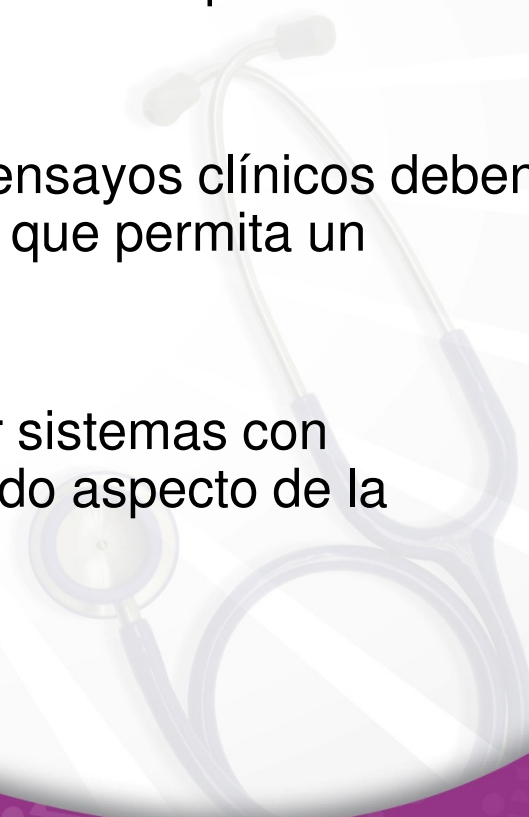 ensayos clínicos deben
que permita un
sistemas con
do aspecto de la